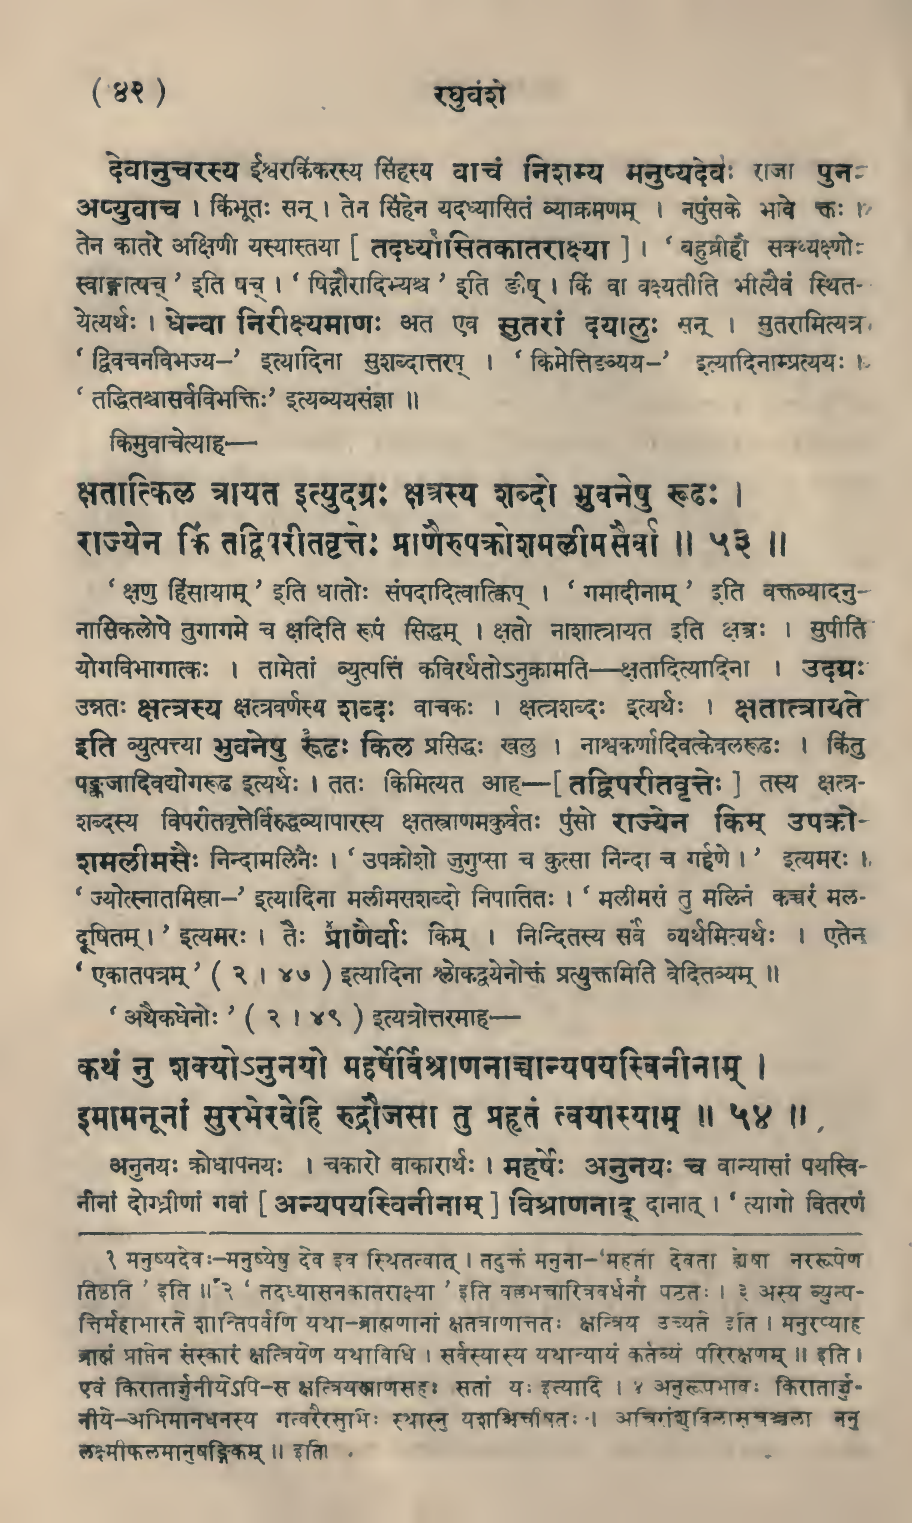 ( ४२ ) रघुवंशे
देवानुचरस्य ईश्वरकिंकरस्य सिंहस्य वाचं निशम्य मनुष्यदेवः राजा पुनः
अप्युवाच । किंभूतः सन् । तेन सिंहेन यदध्यासितं व्याक्रमणम् । नपुंसके भावे क्तः ।
तेन कातरे अक्षिणी यस्यास्तया [ तदध्यासितकातराक्ष्या ] । ‘ बहुव्रीहौ सक्थ्यक्ष्णोः
स्वाङ्गात्षच् ’ इति षच् । ‘ षिद्गौरादिभ्यश्च ’ इति ङीष् । किं वा वक्ष्यतीति भीत्यैवं स्थित-
येत्यर्थः । धेन्वा निरीक्ष्यमाणः अत एव सुतरां दयालुः सन् । सुतरामित्यत्र
‘ द्विवचनविभज्य–’ इत्यादिना सुशब्दात्तरप् । ‘ किमेत्तिङव्यय–’ इत्यादिनाम्प्रत्ययः ।
‘ तद्धितश्चासर्वविभक्तिः’ इत्यव्ययसंज्ञा ॥
किमुवाचेत्याह—
क्षतात्किल त्रायत इत्युदग्रः क्षत्रस्य शब्दो भुवनेषु रूढः ।
राज्येन किं तद्विपरीतवृत्तेः प्राणैरुपक्रोशमलीमसैर्वा ॥ ५३ ॥
‘ क्षणु हिंसायाम् ’ इति धातोः संपदादित्वात्क्विप् । ‘ गमादीनाम् ’ इति वक्तव्यादनु-
नासिकलोपे तुगागमे च क्षदिति रूपं सिद्धम् । क्षतो नाशात्त्रायत इति क्षत्रः । सुपीति
योगविभागात्कः । तामेतां व्युत्पत्तिं कविरर्थतोऽनुक्रामति—क्षतादित्यादिना । उदग्रः
उन्नतः क्षत्त्रस्य क्षत्त्रवर्णस्य शब्दः वाचकः । क्षत्त्रशब्दः इत्यर्थः । क्षतात्त्रायते
इति व्युत्पत्त्या भुवनेषु रूढः किल प्रसिद्धः खलु । नाश्वकर्णादिवत्केवलरूढः । किंतु
पङ्कजादिवद्योगरूढ इत्यर्थः । ततः किमित्यत आह—[ तद्विपरीतवृत्तेः ] तस्य क्षत्त्र-
शब्दस्य विपरीतवृत्तेर्विरुद्धव्यापारस्य क्षतस्त्राणमकुर्वतः पुंसो राज्येन किम् उपक्रो-
शमलीमसैः निन्दामलिनैः । ‘ उपक्रोशो जुगुप्सा च कुत्सा निन्दा च गर्हणे । ’ इत्यमरः ।
‘ ज्योत्स्नातमिस्रा–’ इत्यादिना मलीमसशब्दो निपातितः । ‘ मलीमसं तु मलिनं कच्चरं मल-
दूषितम् । ’ इत्यमरः । तैः प्राणैर्वाः किम् । निन्दितस्य सर्वं व्यर्थमित्यर्थः । एतेन
‘ एकातपत्रम् ’ ( २ । ४७ ) इत्यादिना श्लोकद्वयेनोक्तं प्रत्युक्तमिति वेदितव्यम् ॥
‘ अथैकधेनोः ’ ( २ । ४९ ) इत्यत्रोत्तरमाह—
कथं नु शक्योऽनुनयो महर्षेर्विश्राणनाच्चान्यपयस्विनीनाम् ।
इमामनूनां सुरभेरवेहि रुद्रौजसा तु प्रहृतं त्वयास्याम् ॥ ५४ ॥
अनुनयः क्रोधापनयः । चकारो वाकारार्थः । महर्षेः अनुनयः च वान्यासां पयस्वि-
नीनां दोग्ध्रीणां गवां [ अन्यपयस्विनीनाम् ] विश्राणनाद् दानात् । ‘ त्यागो वितरणं
१ मनुष्यदेवः–मनुष्येषु देव इव स्थितत्वात् । तदुक्तं मनुना–‘महती देवता ह्येषा नररूपेण
तिष्ठति ’ इति ॥ २ ‘ तदध्यासनकातराक्ष्या ’ इति वल्लभचारित्रवर्धनौ पठतः । ३ अस्य व्युत्प-
त्तिर्महाभारते शान्तिपर्वणि यथा–ब्राह्मणानां क्षतत्राणात्ततः क्षन्त्रिय उच्यते इति । मनुरप्याह
ब्राह्मं प्राप्तेन संस्कारं क्षत्त्रियेण यथाविधि । सर्वस्यास्य यथान्यायं कर्तव्यं परिरक्षणम् ॥ इति ।
एवं किरातार्जुनीयेऽपि–स क्षत्त्रियस्त्राणसहः सतां यः इत्यादि । ४ अनुरूपभावः किरातार्जु-
नीये–अभिमानधनस्य गत्वरैरसुभिः स्थास्नु यशश्चिचीषतः । अचिरांशुविलासचञ्चला ननु
लक्ष्मीफलमानुषङ्गिकम् ॥ इति